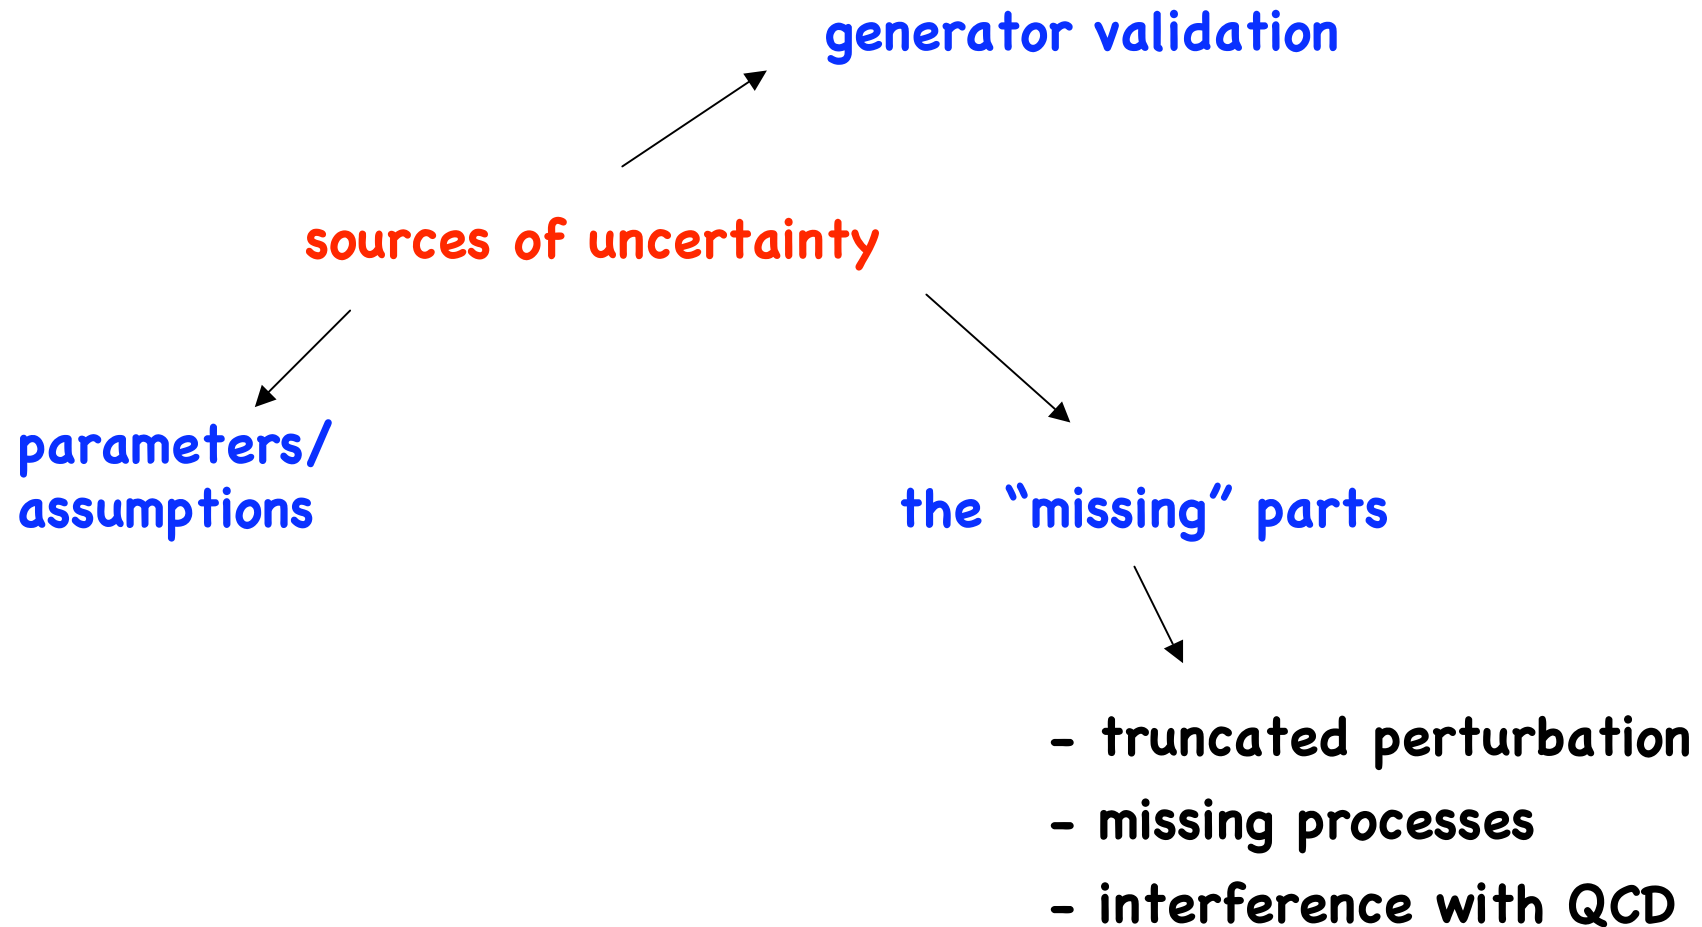 generator validation
sources of uncertainty
parameters/
assumptions
the “missing” parts
- truncated perturbation
- missing processes
- interference with QCD